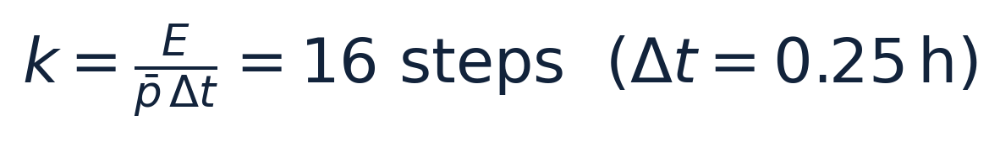 k = E / (p̄ Δt) = 16 steps (Δt = 0.25 h)